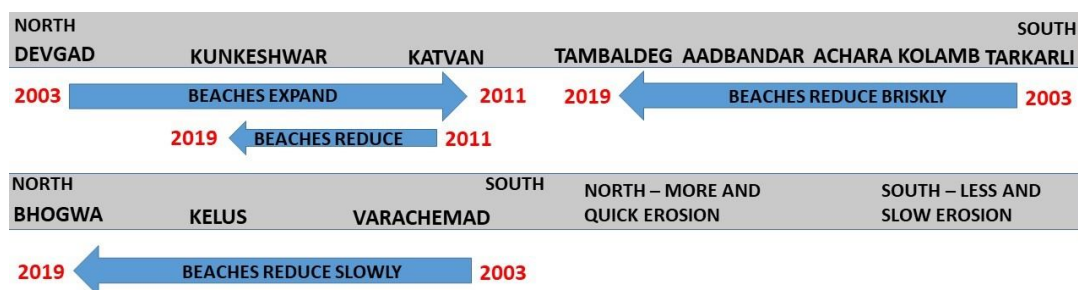 NORTH SOUTH
DEVGAD KUNKESHWAR KATVAN TAMBALDEG AADBANDAR ACHARA KOLAMB TARKARLI
2003 BEACHES EXPAND 2011 2019 BEACHES REDUCE BRISKLY 2003
2019 BEACHES REDUCE 2011
NORTH SOUTH NORTH – MORE AND SOUTH – LESS AND
BHOGWA KELUS VARACHEMAD QUICK EROSION SLOW EROSION
2019 BEACHES REDUCE SLOWLY 2003